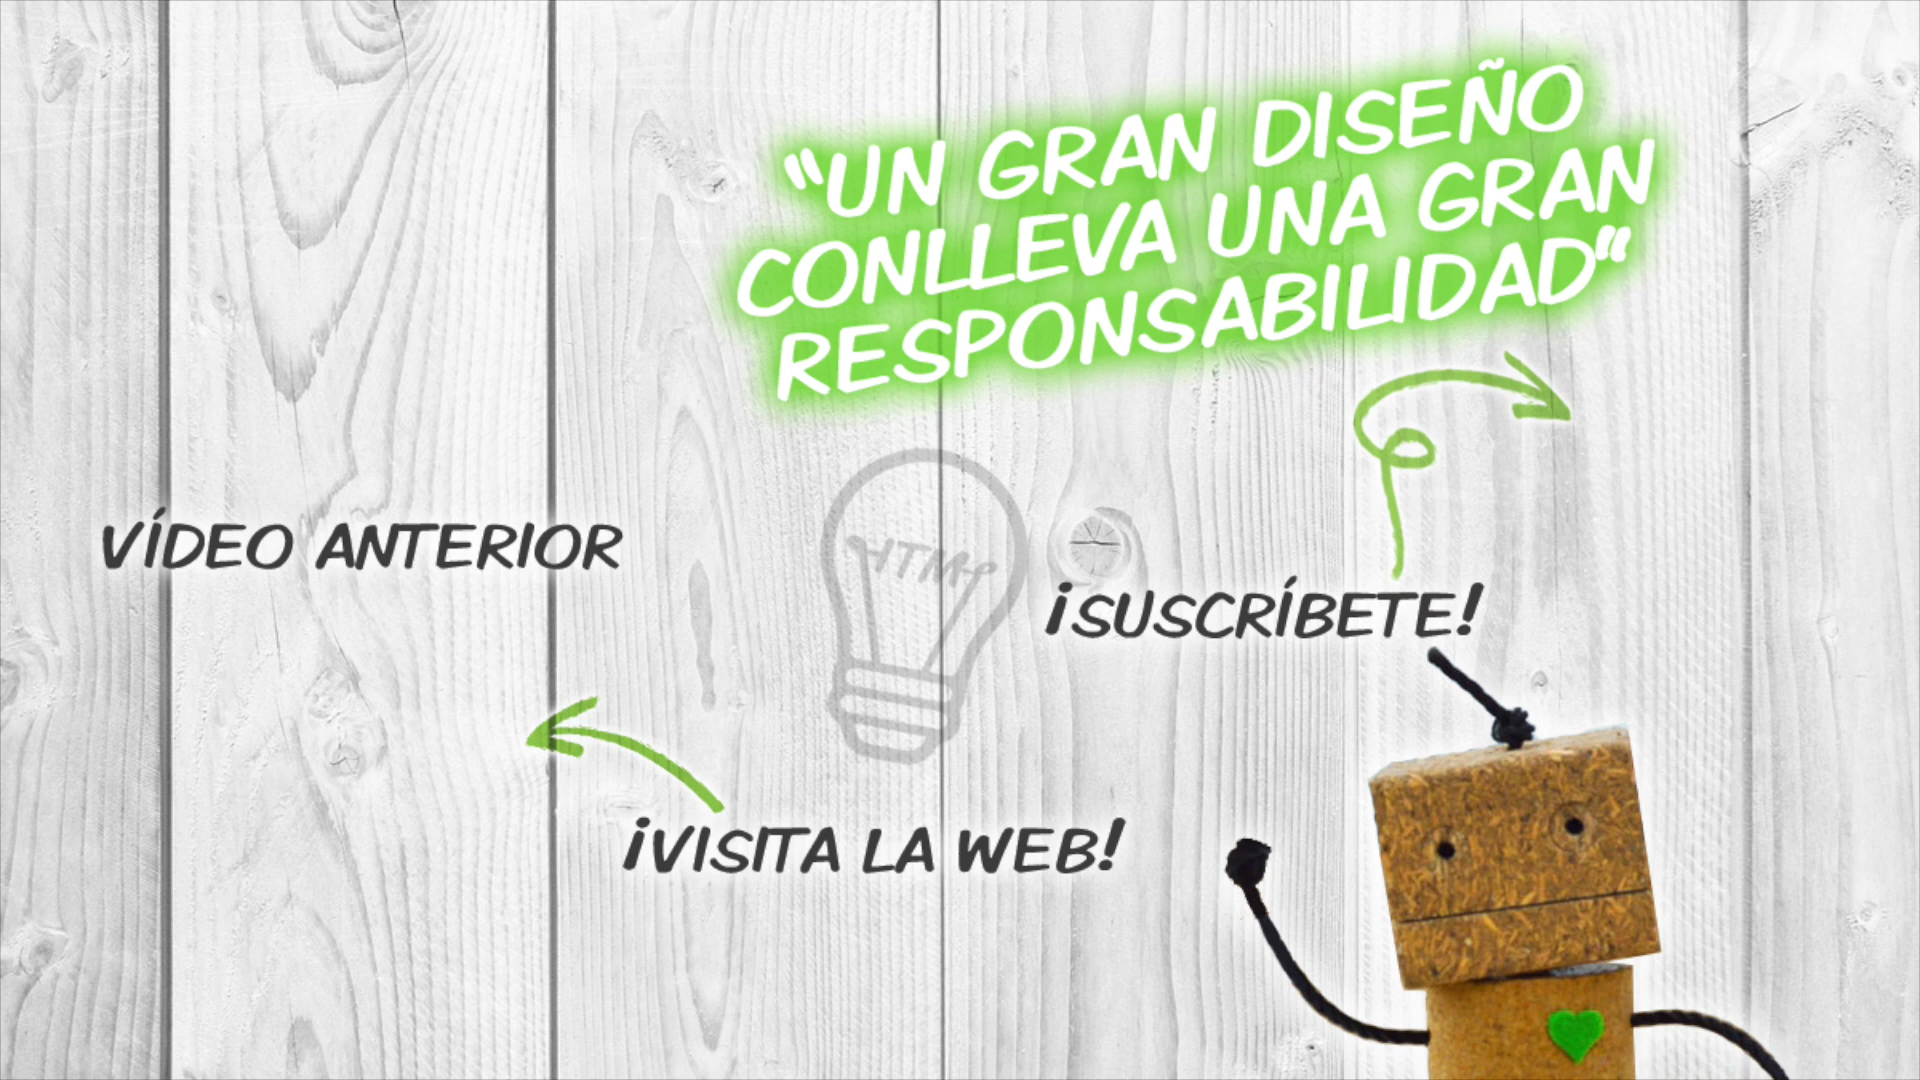 “UN GRAN DISEÑO
CONLLEVA UNA GRAN
RESPONSABILIDAD“
VÍDEO ANTERIOR
¡SUSCRÍBETE!
¡VISITA LA WEB!